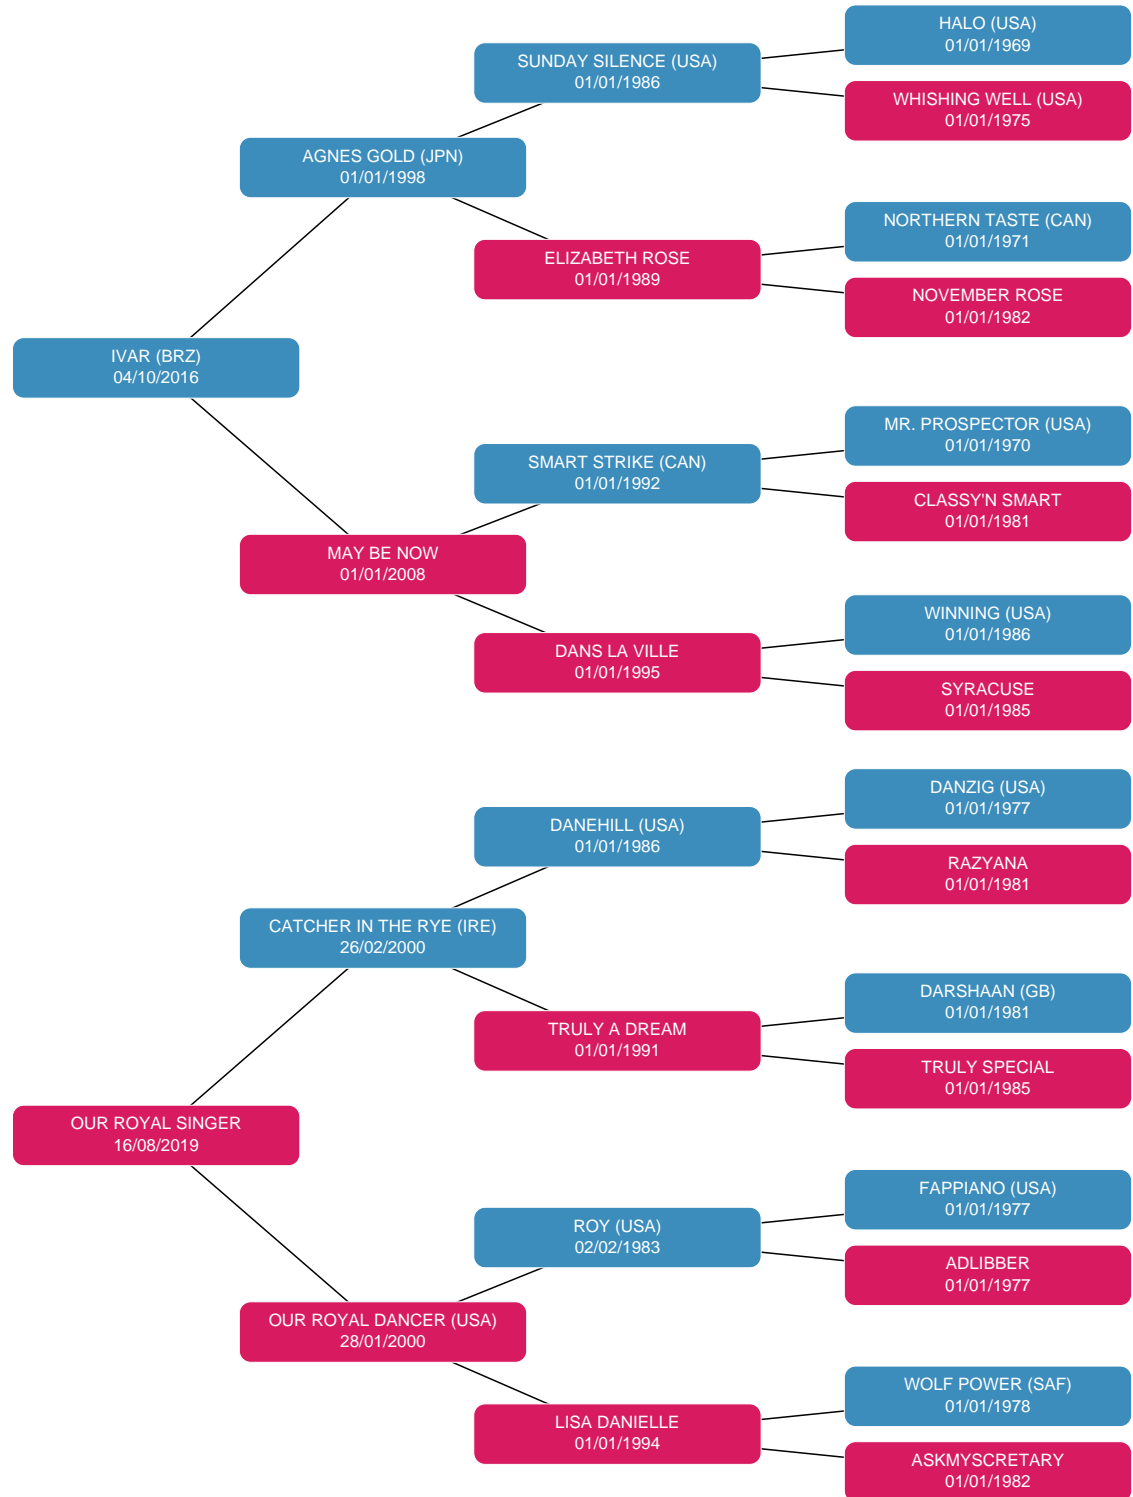 HALO (USA)
01/01/1969
SUNDAY SILENCE (USA)
01/01/1986
WHISHING WELL (USA)
01/01/1975
AGNES GOLD (JPN)
01/01/1998
NORTHERN TASTE (CAN)
01/01/1971
ELIZABETH ROSE
01/01/1989
NOVEMBER ROSE
01/01/1982
IVAR (BRZ)
04/10/2016
MR. PROSPECTOR (USA)
01/01/1970
SMART STRIKE (CAN)
01/01/1992
CLASSY'N SMART
01/01/1981
MAY BE NOW
01/01/2008
WINNING (USA)
01/01/1986
DANS LA VILLE
01/01/1995
SYRACUSE
01/01/1985
DANZIG (USA)
01/01/1977
DANEHILL (USA)
01/01/1986
RAZYANA
01/01/1981
CATCHER IN THE RYE (IRE)
26/02/2000
DARSHAAN (GB)
01/01/1981
TRULY A DREAM
01/01/1991
TRULY SPECIAL
01/01/1985
OUR ROYAL SINGER
16/08/2019
FAPPIANO (USA)
01/01/1977
ROY (USA)
02/02/1983
ADLIBBER
01/01/1977
OUR ROYAL DANCER (USA)
28/01/2000
WOLF POWER (SAF)
01/01/1978
LISA DANIELLE
01/01/1994
ASKMYSCRETARY
01/01/1982